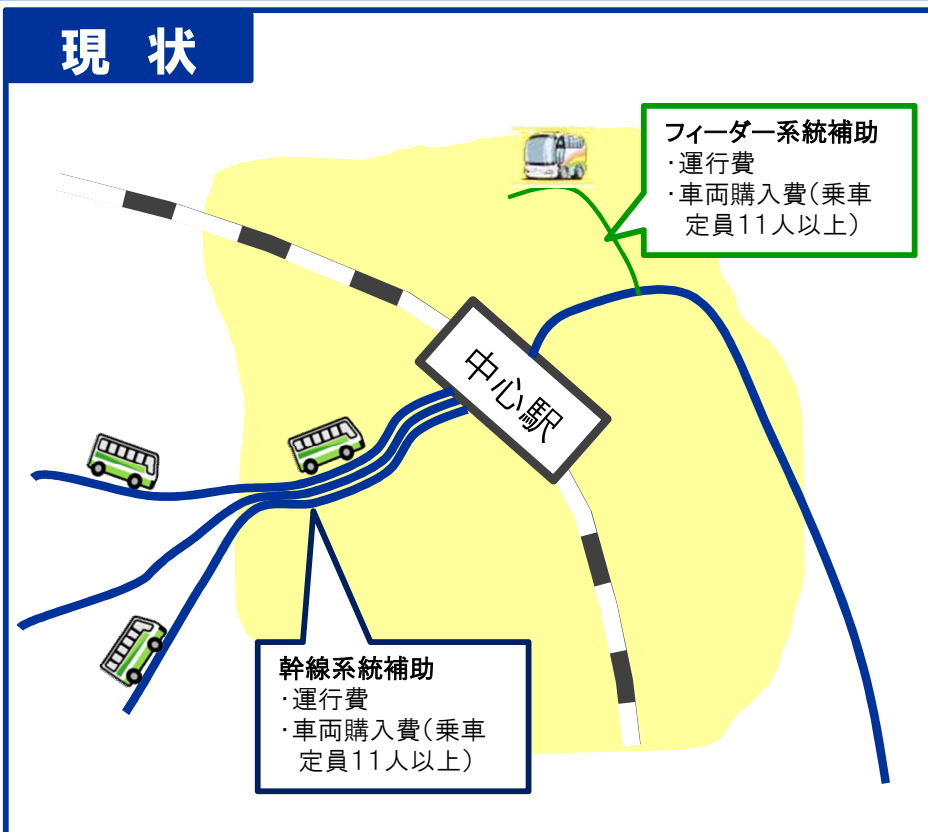 現 状
フィーダー系統補助
・運行費
・車両購入費(乗車
定員11人以上)
中心駅
幹線系統補助
・運行費
・車両購入費(乗車
定員11人以上)